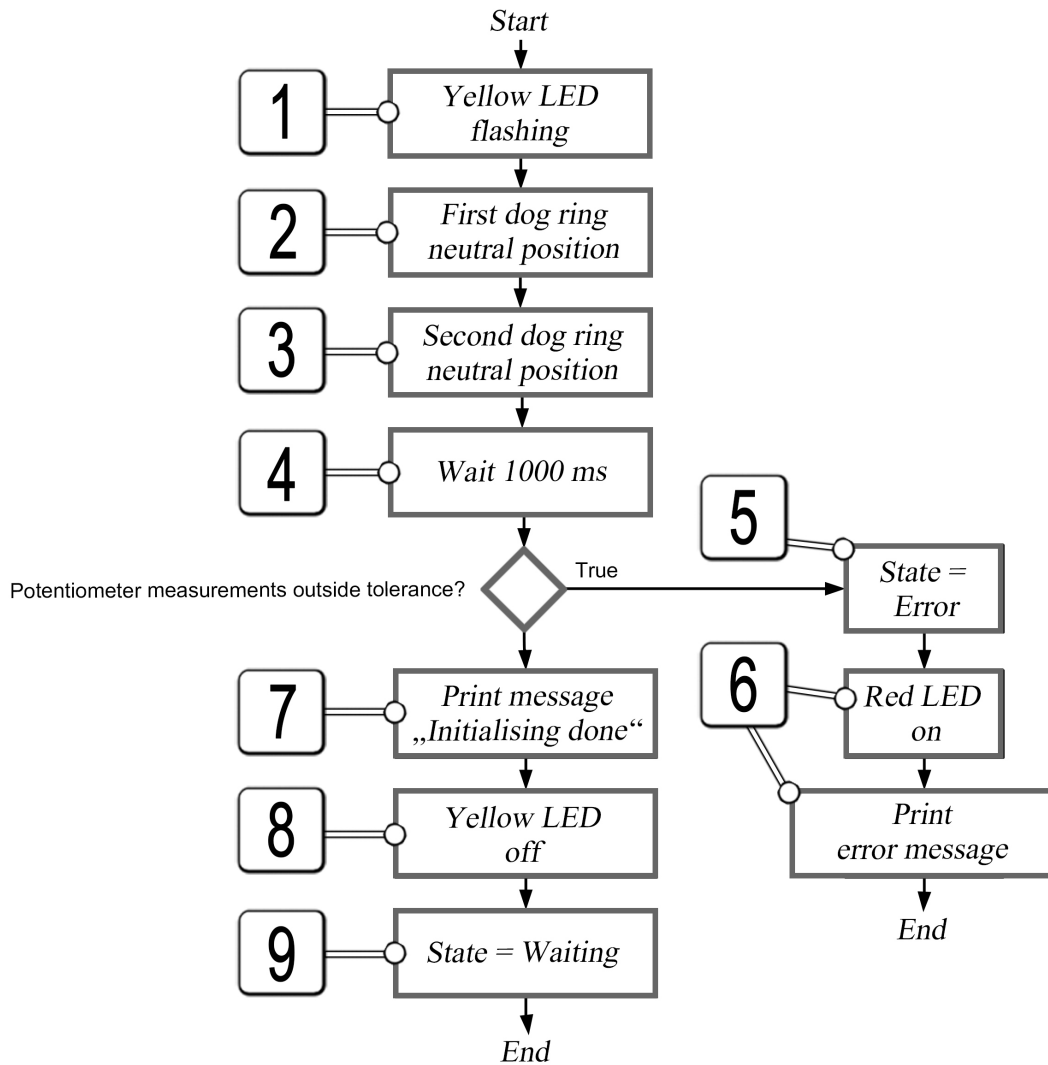 Start
1
Yellow LED
flashing
2
First dog ring
neutral position
3
Second dog ring
neutral position
4
Wait 1000 ms
Potentiometer measurements outside tolerance?
True
5
State =
Error
6
Red LED
on
Print
error message
End
7
Print message
„Initialising done“
8
Yellow LED
off
9
State = Waiting
End